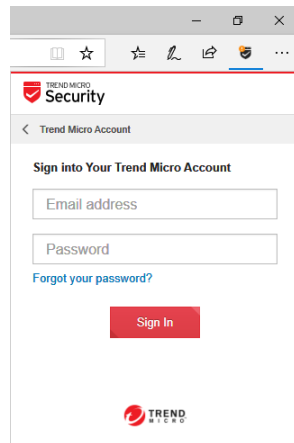 TREND MICRO
Security
Trend Micro Account
Sign into Your Trend Micro Account
Email address
Password
Forgot your password?
Sign In
TREND
MICRO